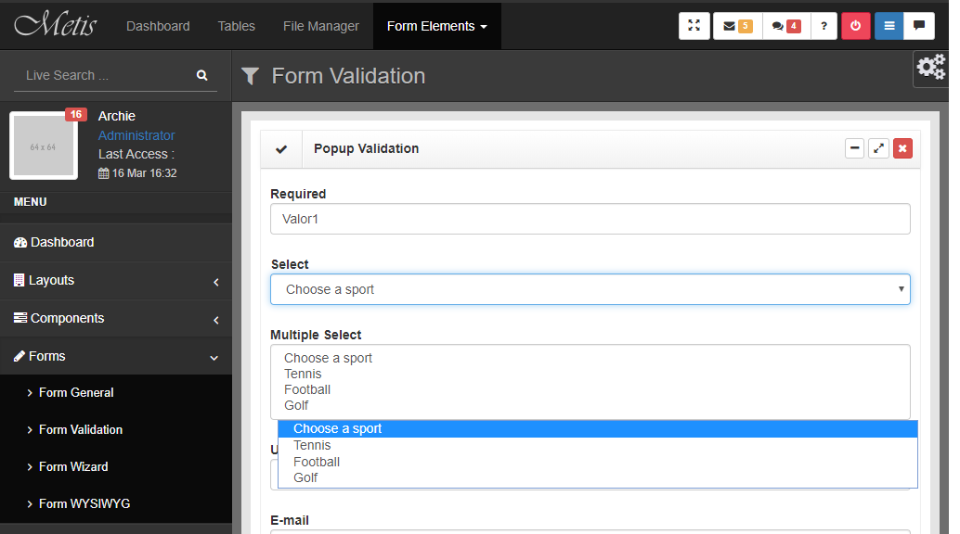 Metis
Dashboard
Tables
File Manager
Form Elements
5
4
?
Live Search ...
Form Validation
16
64 x 64
Archie
Administrator
Last Access :
16 Mar 16:32
MENU
Dashboard
Layouts
Components
Forms
Form General
Form Validation
Form Wizard
Form WYSIWYG
Popup Validation
Required
Valor1
Select
Choose a sport
Multiple Select
Choose a sport
Tennis
Football
Golf
Choose a sport
Tennis
Football
Golf
E-mail